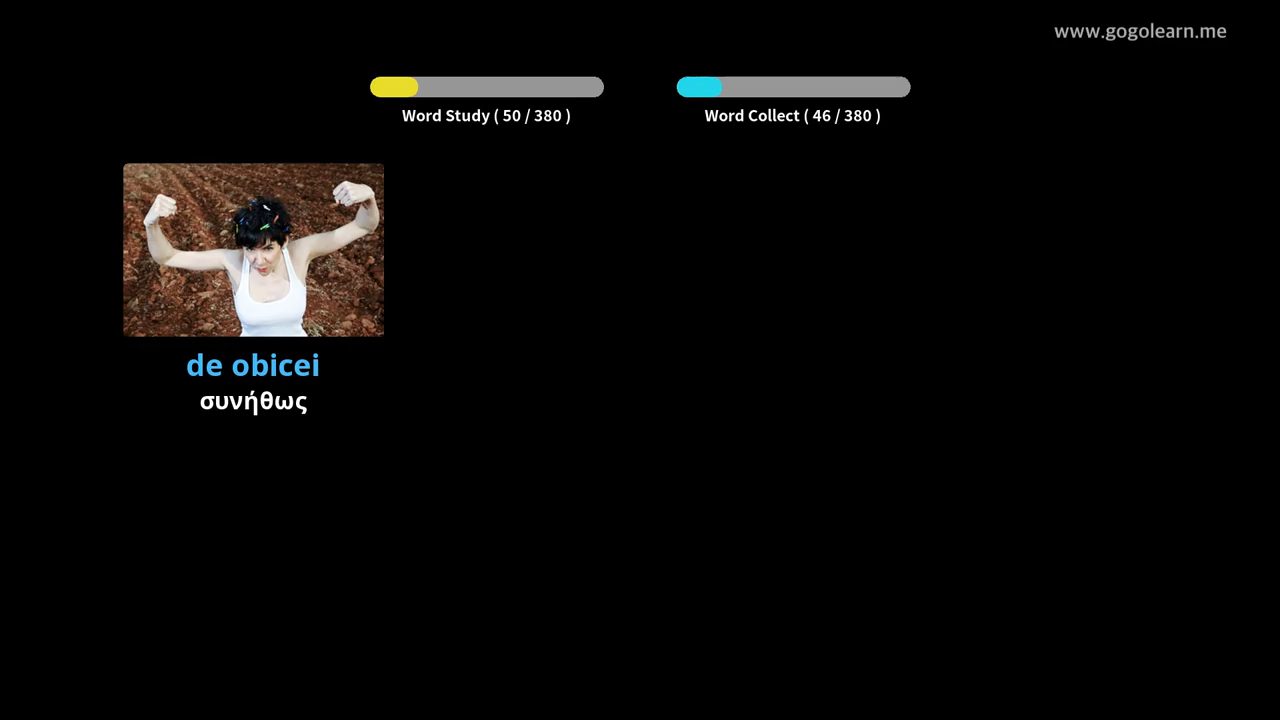 www.gogolearn.me
Word Study ( 50 / 380 )
Word Collect ( 46 / 380 )
de obicei
συνήθως